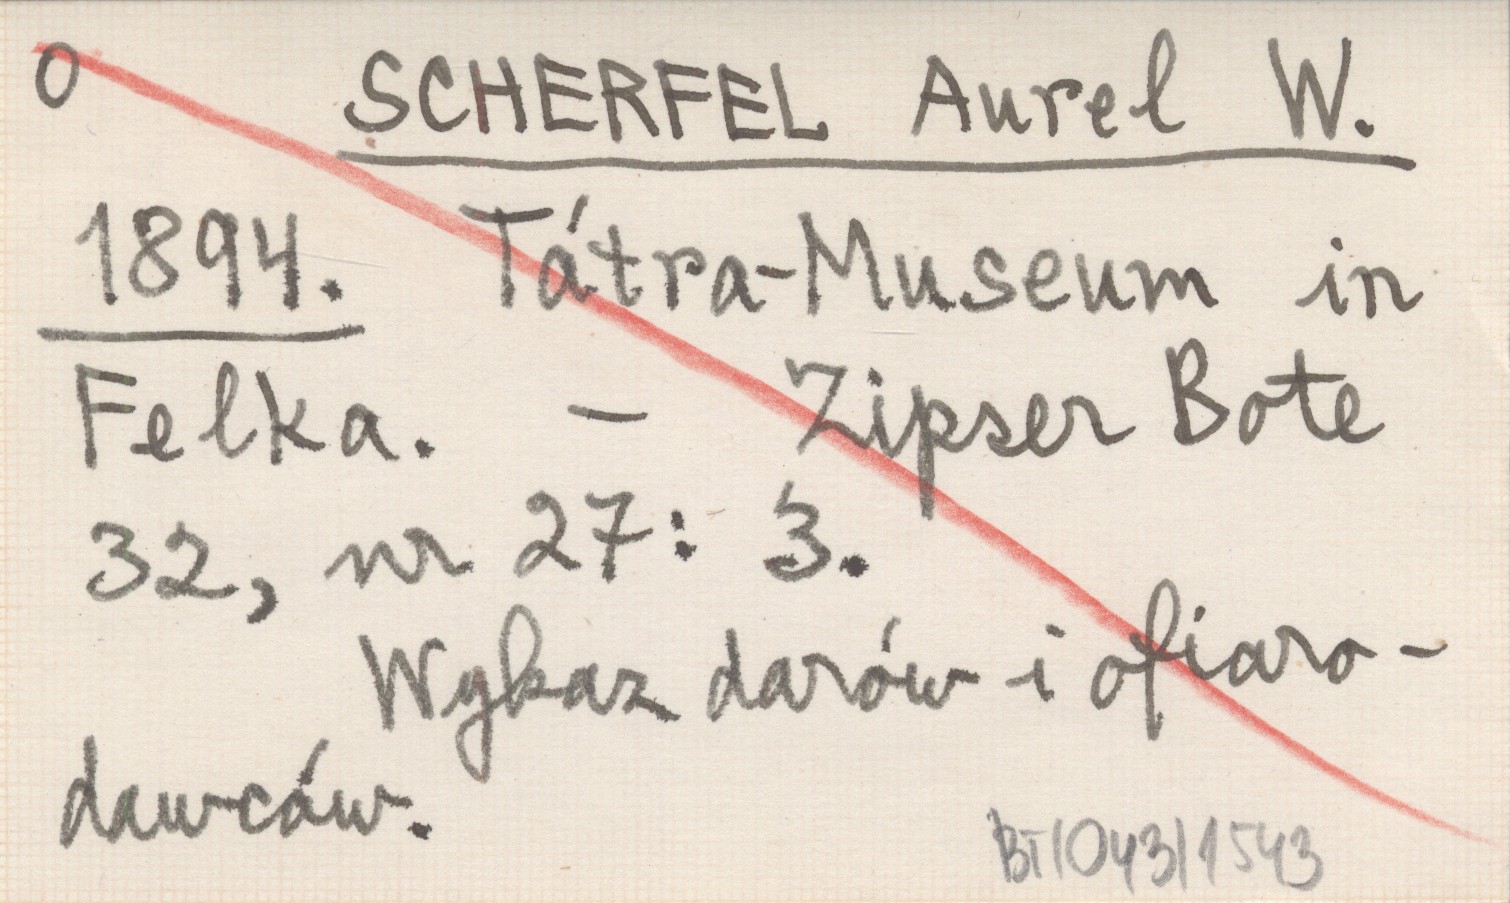 O SCHERFEL Aurel W.
1894. Tátra-Museum in
Felka. - Zipser Bote
32, nr 27: 3.
Wykaz darów i ofiaro-
dawców.
BT/043/1543